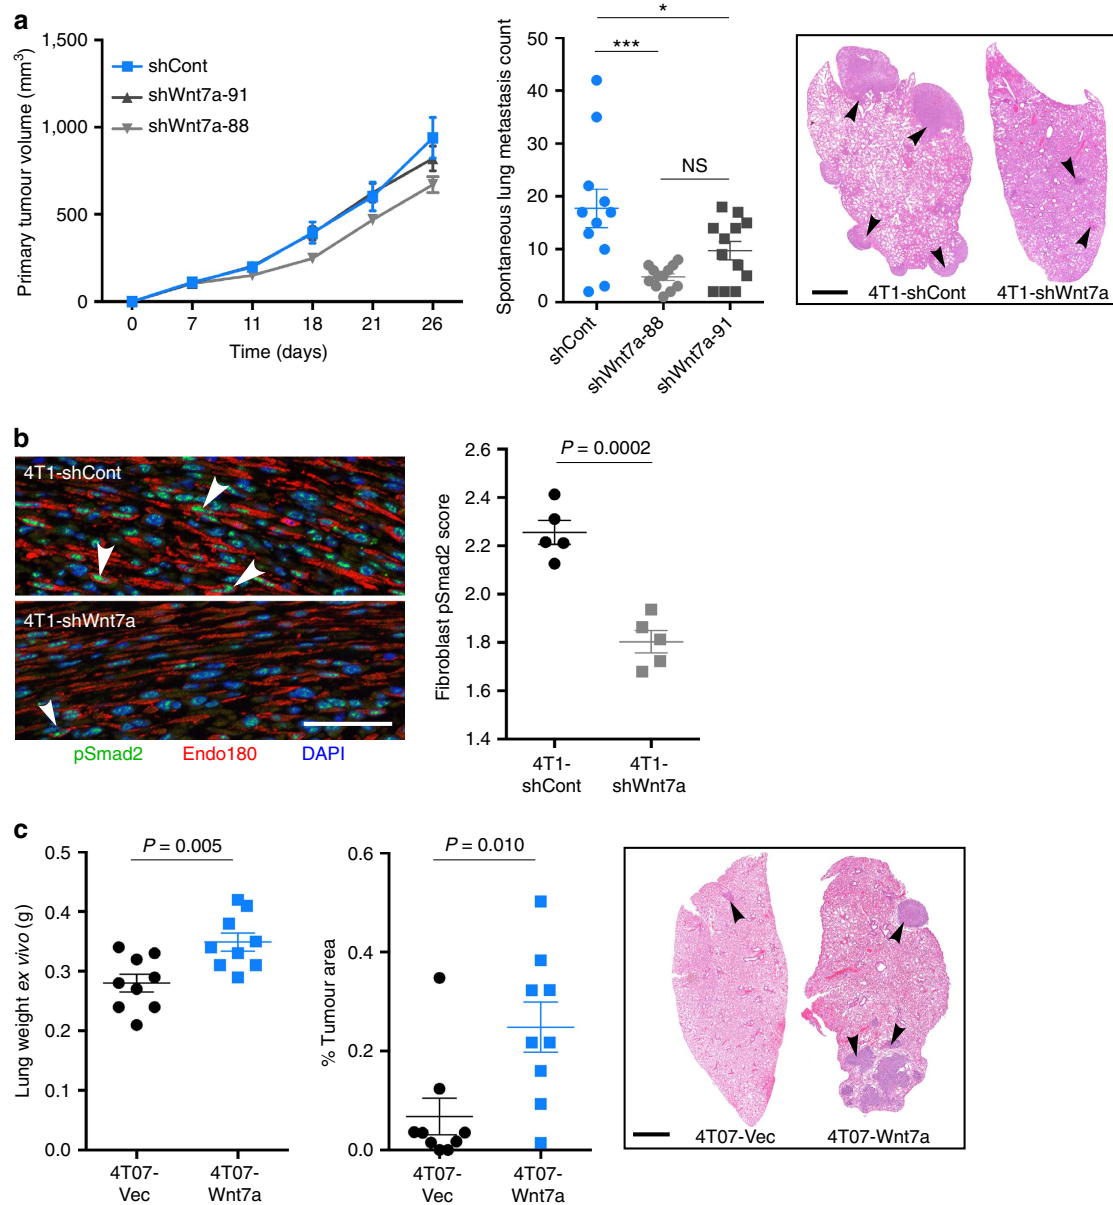 a
1,500
1,000
500
0
Primary tumour volume (mm³)
shCont
shWnt7a-91
shWnt7a-88
0 7 11 18 21 26
Time (days)
Spontaneous lung metastasis count
50
40
30
20
10
0
*
***
NS
shCont
shWnt7a-88
shWnt7a-91
4T1-shCont
4T1-shWnt7a
b
4T1-shCont
4T1-shWnt7a
pSmad2 Endo180 DAPI
Fibroblast pSmad2 score
2.6
2.4
2.2
2.0
1.8
1.6
1.4
P = 0.0002
4T1-
shCont
4T1-
shWnt7a
c
Lung weight ex vivo (g)
0.5
0.4
0.3
0.2
0.1
0.0
P = 0.005
4T07-
Vec
4T07-
Wnt7a
% Tumour area
0.6
0.4
0.2
0.0
P = 0.010
4T07-
Vec
4T07-
Wnt7a
4T07-Vec
4T07-Wnt7a